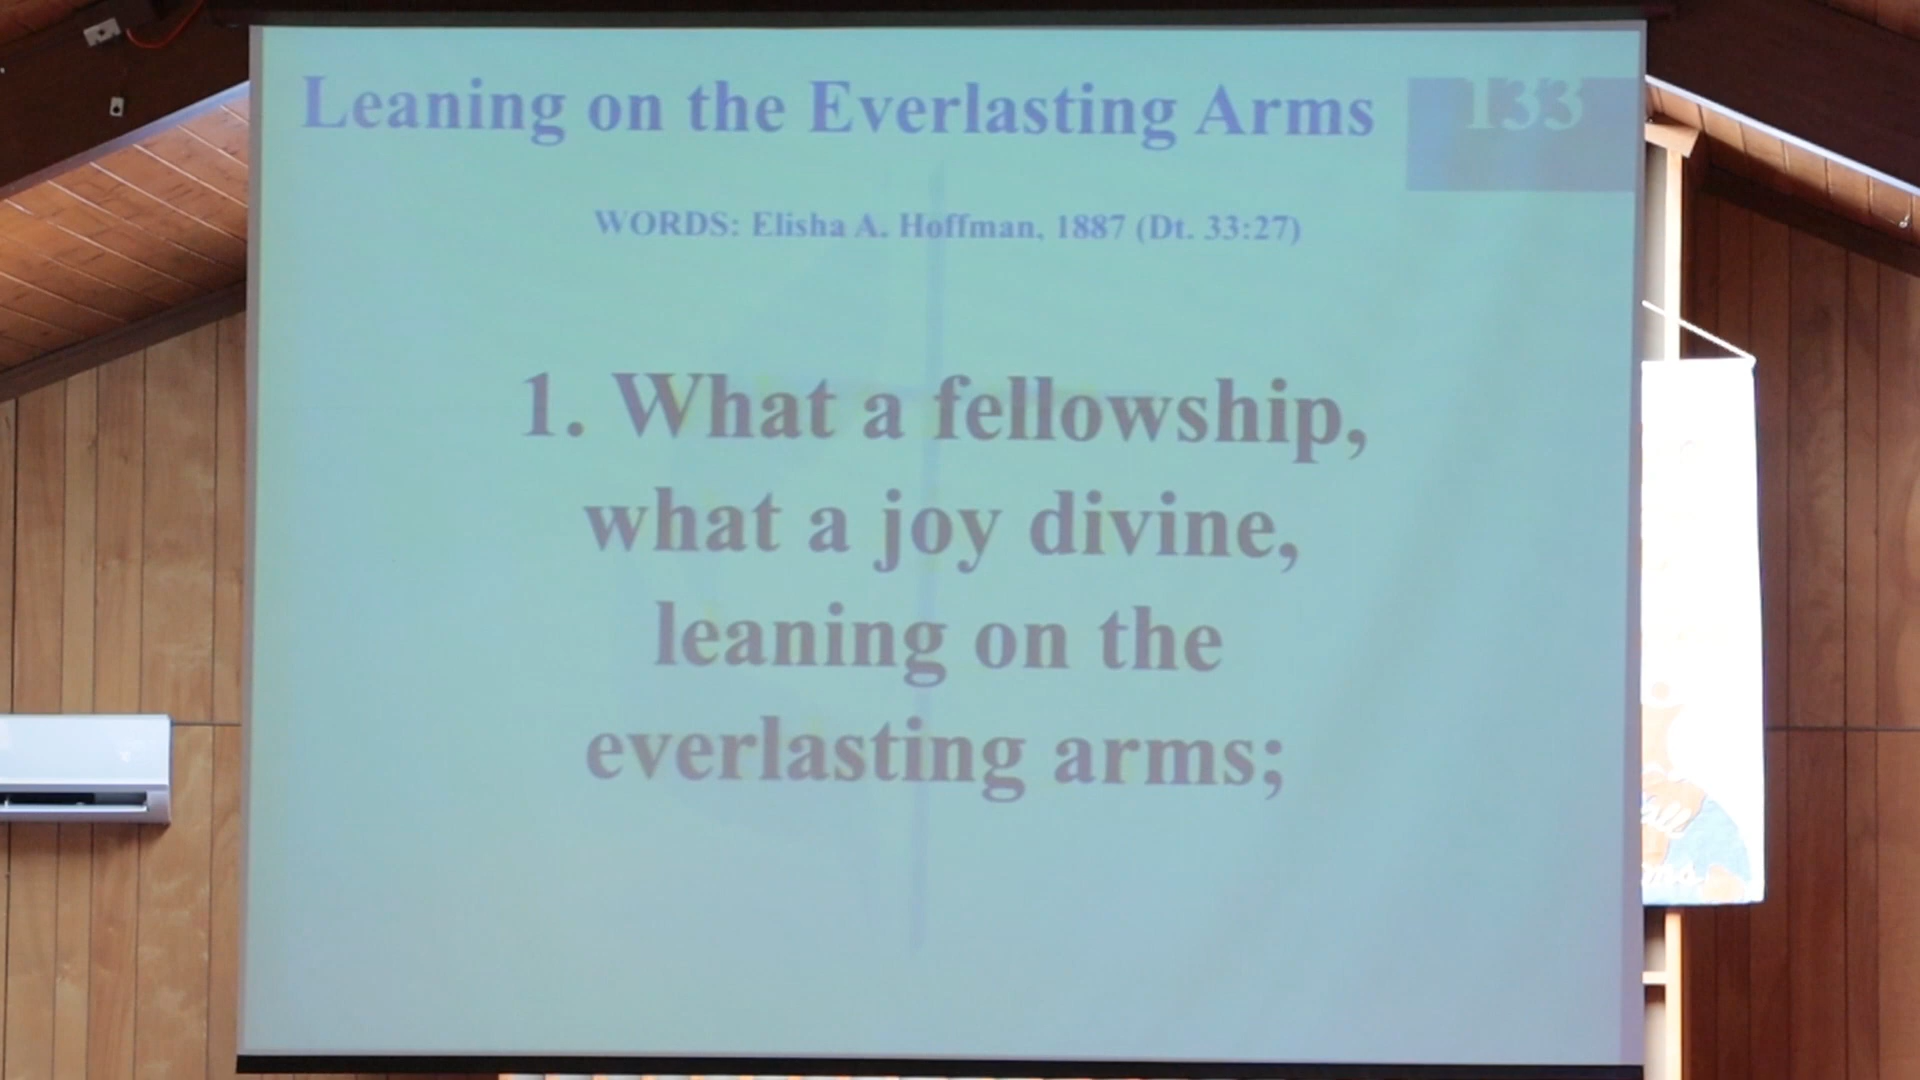 Leaning on the Everlasting Arms
133
WORDS: Elisha A. Hoffman, 1887 (Dt. 33:27)
1. What a fellowship,
what a joy divine,
leaning on the
everlasting arms;